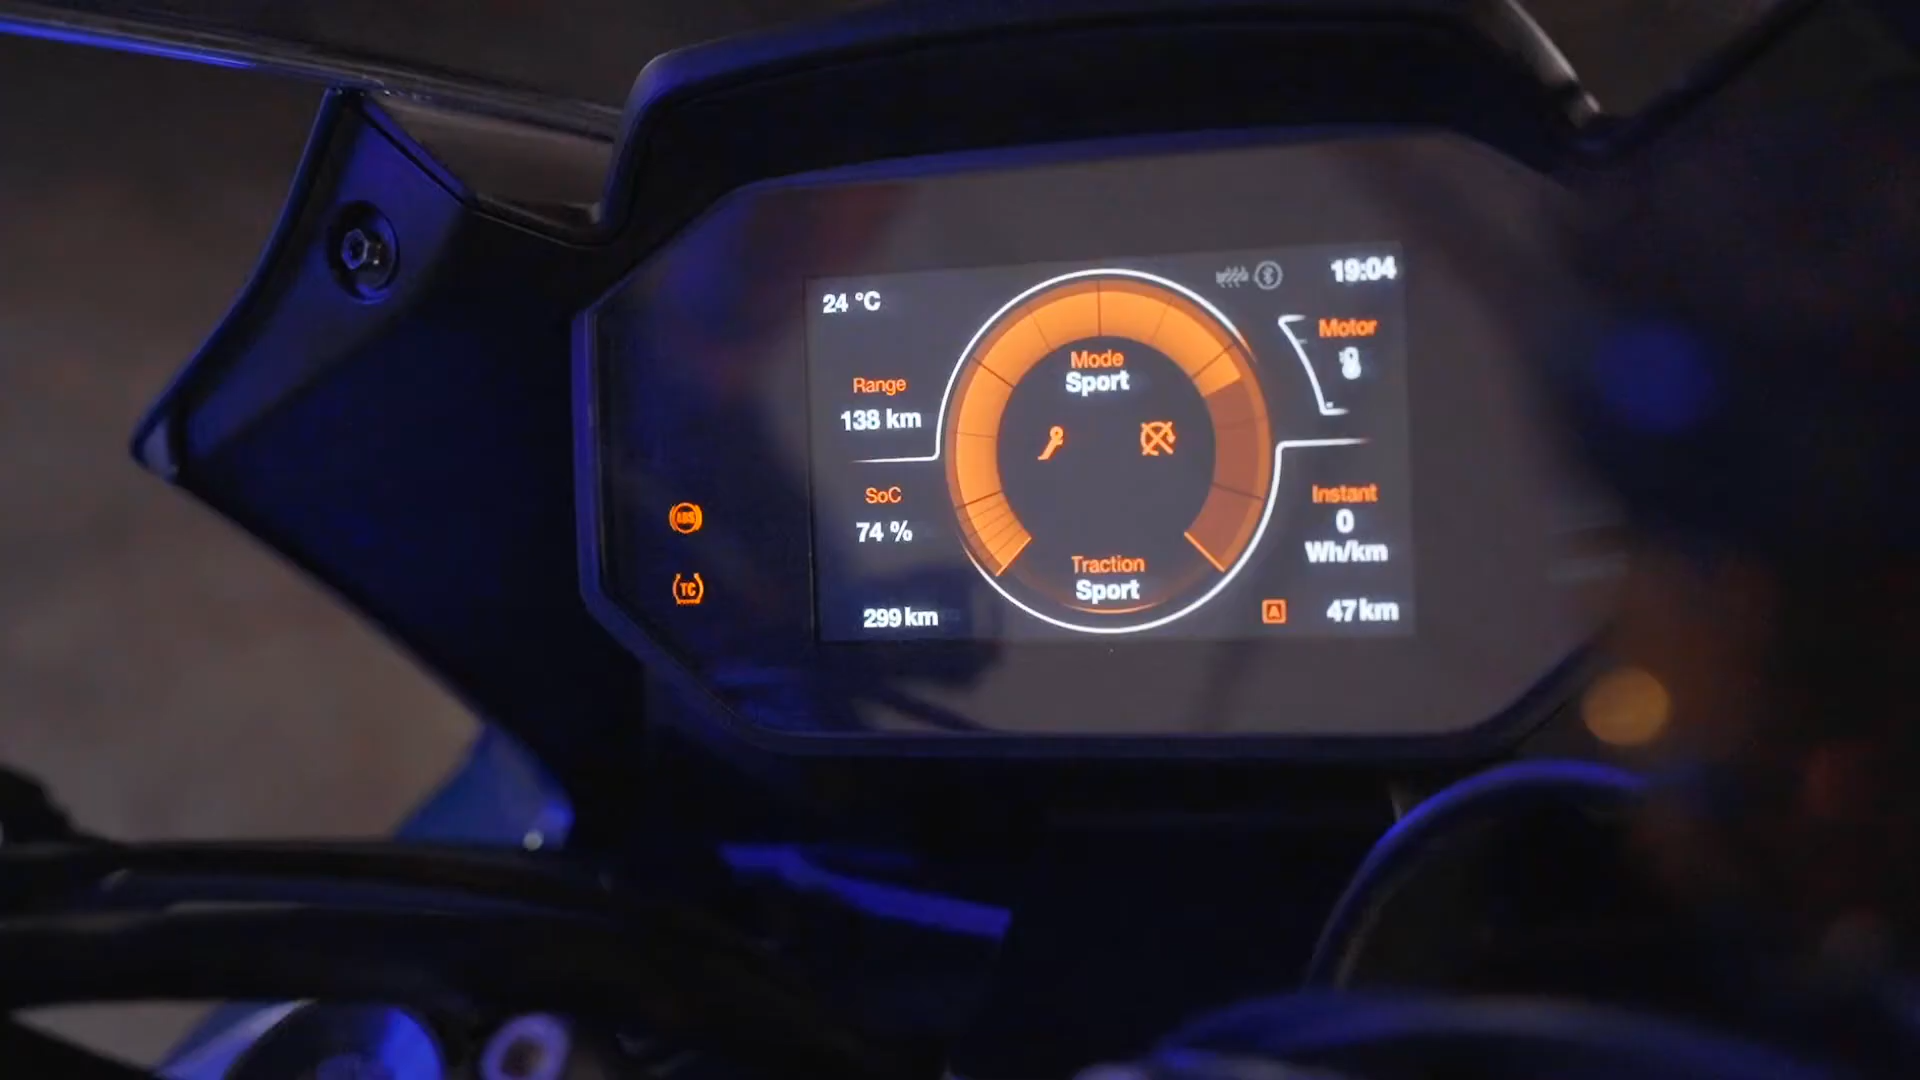 24 °C
19:04
Range
138 km
SoC
74 %
299 km
Mode
Sport
Traction
Sport
Motor
Instant
0
Wh/km
A
47 km
ABS
TC